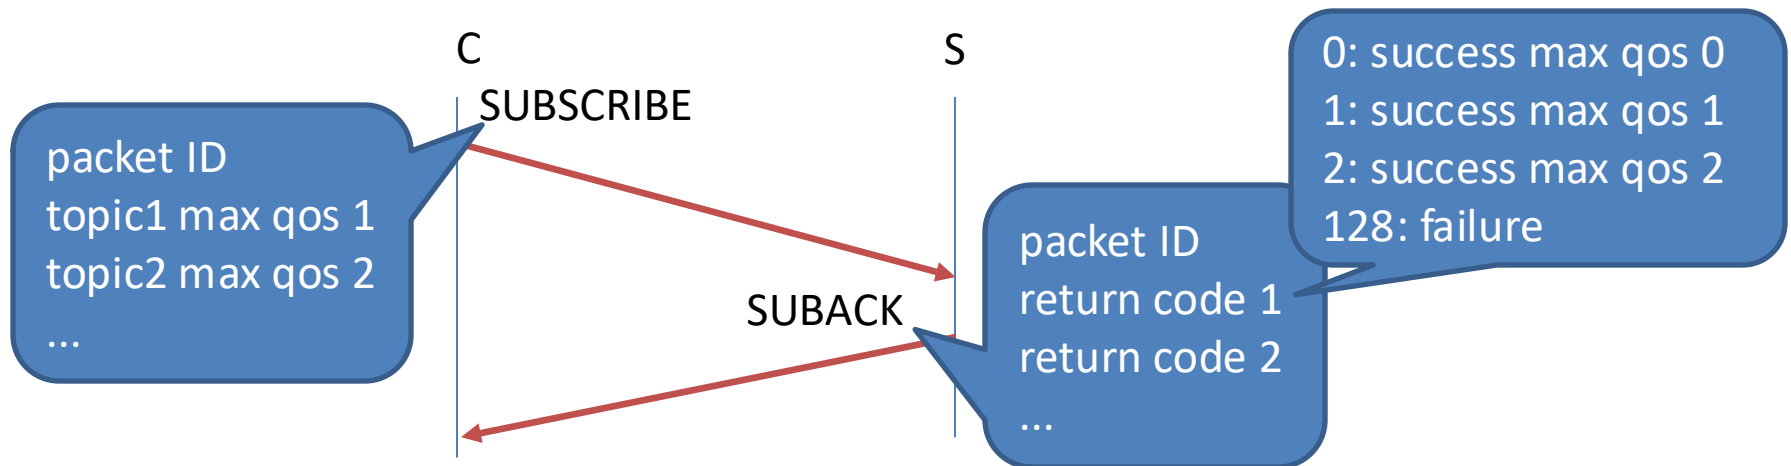 C
S
SUBSCRIBE
packet ID
topic1 max qos 1
topic2 max qos 2
...
SUBACK
packet ID
return code 1
return code 2
...
0: success max qos 0
1: success max qos 1
2: success max qos 2
128: failure